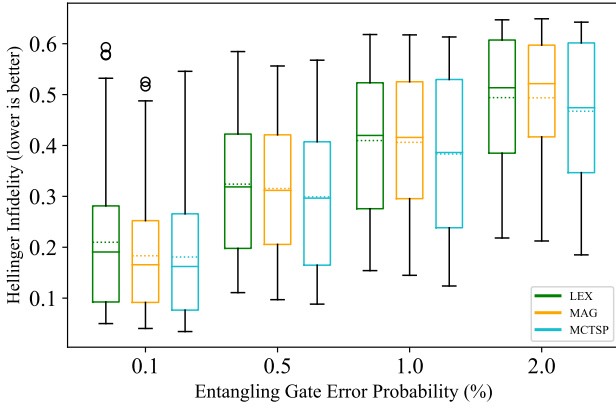 Hellinger Infidelity (lower is better)
0.6
0.5
0.4
0.3
0.2
0.1
LEX
MAG
MCTSP
0.1 0.5 1.0 2.0
Entangling Gate Error Probability (%)